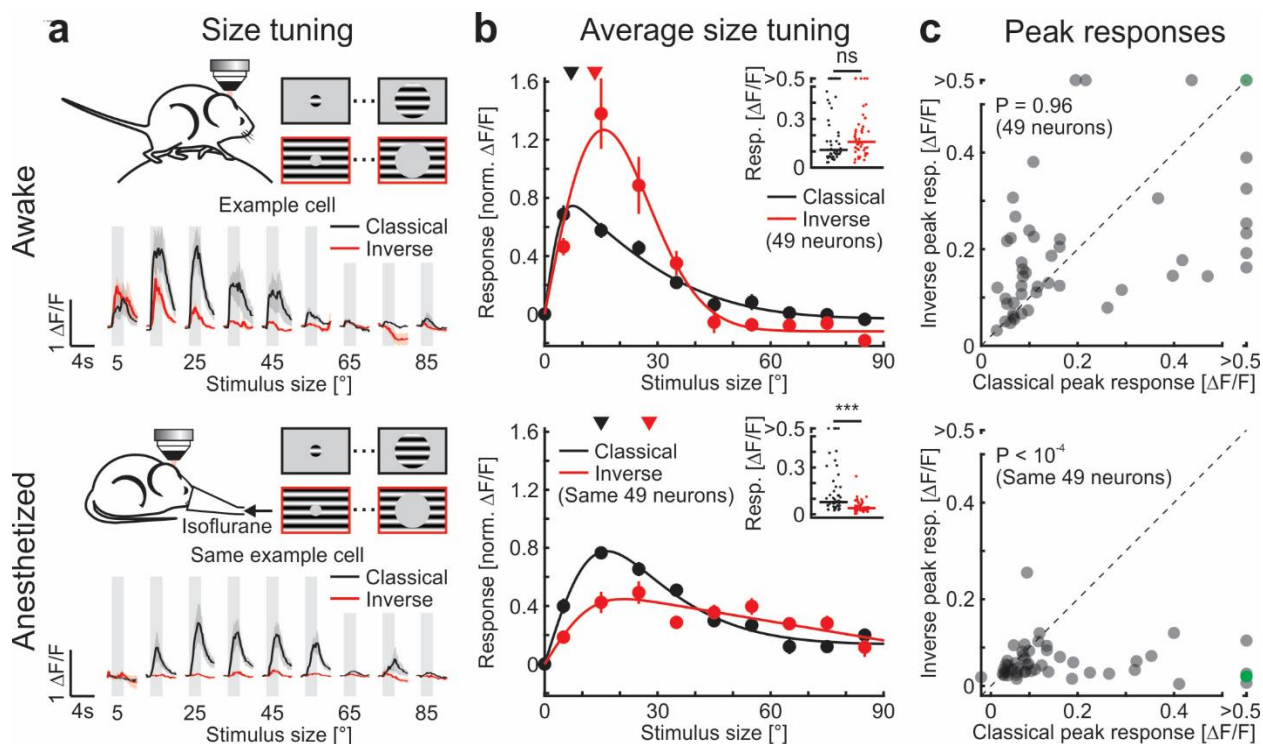 a Size tuning
b Average size tuning
c Peak responses
Awake
Example cell
Classical
Inverse
1 ΔF/F
4s
5 25 45 65 85
Stimulus size [°]
Response [norm. ΔF/F]
1.6
1.2
0.8
0.4
0
0 30 60 90
Stimulus size [°]
ns
Resp. [ΔF/F]
>0.5
0.3
0
Classical
Inverse
(49 neurons)
Inverse peak resp. [ΔF/F]
>0.5
0.4
0.2
0
P = 0.96
(49 neurons)
0 0.2 0.4 >0.5
Classical peak response [ΔF/F]
Anesthetized
Isoflurane
Same example cell
Classical
Inverse
1 ΔF/F
4s
5 25 45 65 85
Stimulus size [°]
Response [norm. ΔF/F]
1.6
1.2
0.8
0.4
0
0 30 60 90
Stimulus size [°]
Classical
Inverse
(Same 49 neurons)
***
Resp. [ΔF/F]
>0.5
0.3
0
Inverse peak resp. [ΔF/F]
>0.5
0.4
0.2
0
P < 10⁻⁴
(Same 49 neurons)
0 0.2 0.4 >0.5
Classical peak response [ΔF/F]